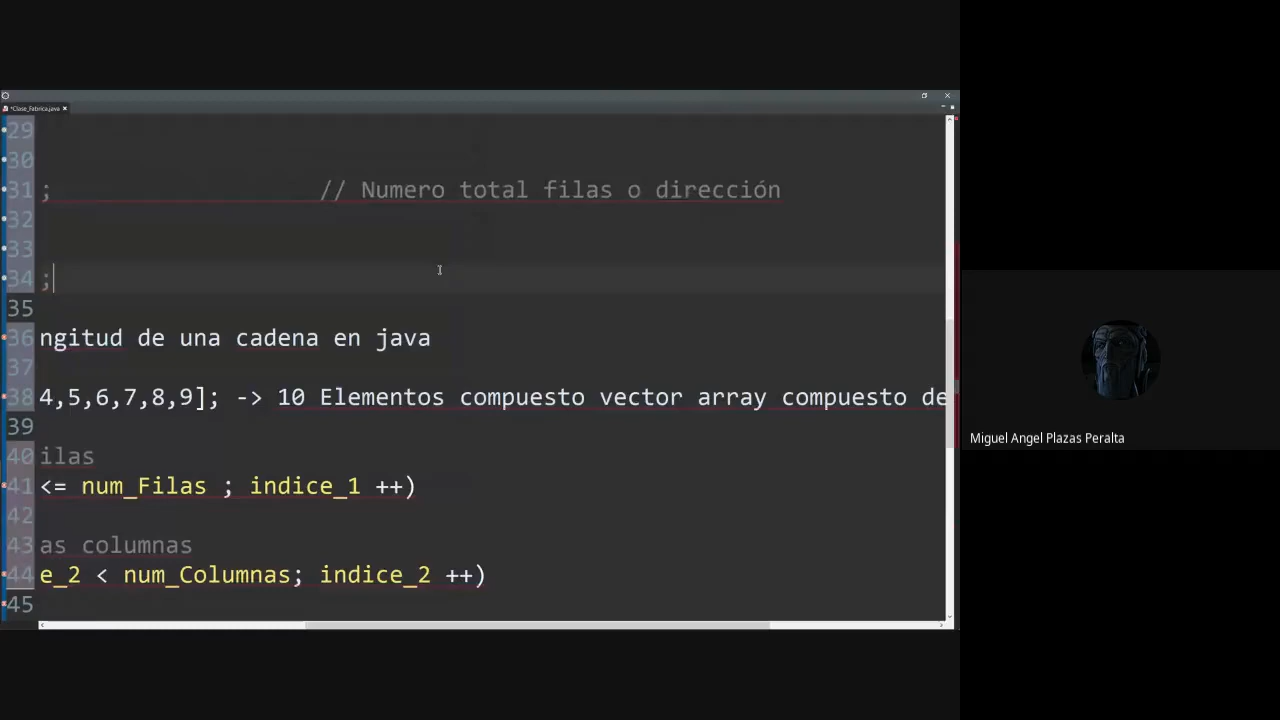 *Clase_Fabrica.java
29
30
31 ; // Numero total filas o dirección
32
33
34 ;
35
36 ngitud de una cadena en java
37
38 4,5,6,7,8,9]; -> 10 Elementos compuesto vector array compuesto de
39
40 ilas
41 <= num_Filas ; indice_1 ++)
42
43 as columnas
44 e_2 < num_Columnas; indice_2 ++)
45
Miguel Angel Plazas Peralta